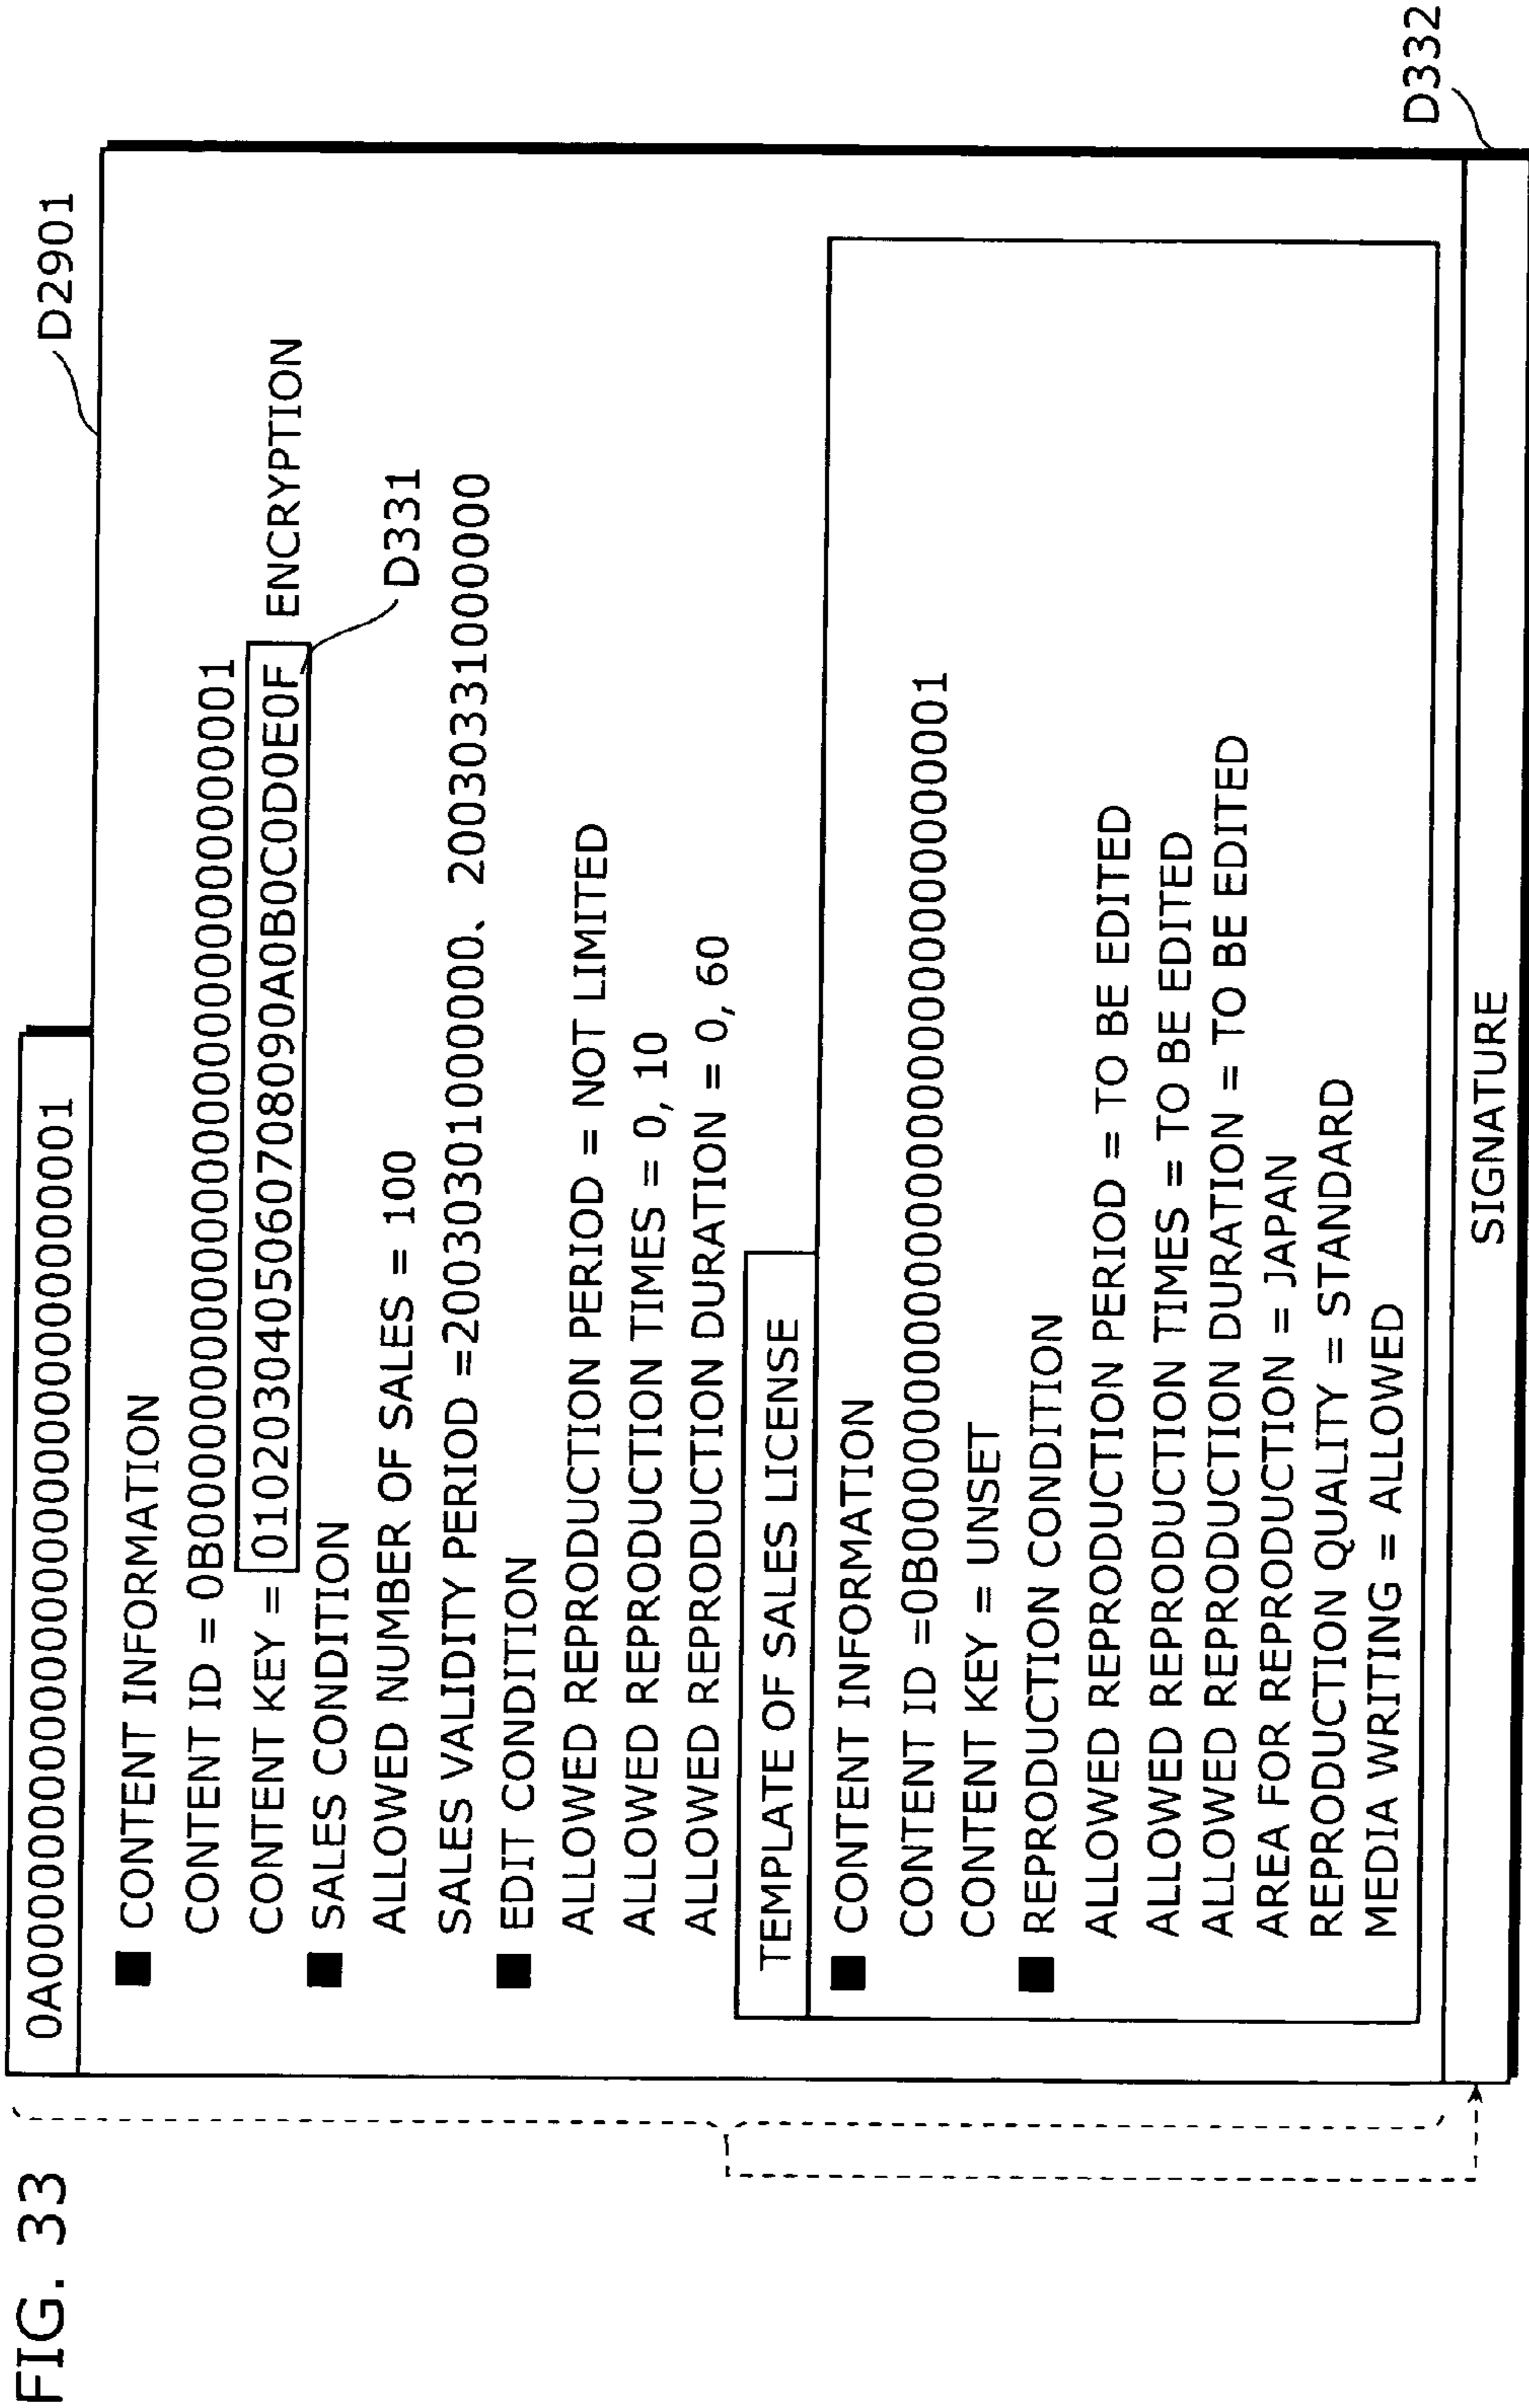 FIG. 33
0A000000000000000000000000000001
D2901
■ CONTENT INFORMATION
CONTENT ID = 0B00000000000000000000000000000001
CONTENT KEY = 0102030405060708090A0B0C0D0E0F ENCRYPTION
D331
■ SALES CONDITION
ALLOWED NUMBER OF SALES = 100
SALES VALIDITY PERIOD =20030301000000、 20030331000000
■ EDIT CONDITION
ALLOWED REPRODUCTION PERIOD = NOT LIMITED
ALLOWED REPRODUCTION TIMES = 0, 10
ALLOWED REPRODUCTION DURATION = 0, 60
TEMPLATE OF SALES LICENSE
■ CONTENT INFORMATION
CONTENT ID =0B00000000000000000000000000000001
CONTENT KEY = UNSET
■ REPRODUCTION CONDITION
ALLOWED REPRODUCTION PERIOD = TO BE EDITED
ALLOWED REPRODUCTION TIMES = TO BE EDITED
ALLOWED REPRODUCTION DURATION = TO BE EDITED
AREA FOR REPRODUCTION = JAPAN
REPRODUCTION QUALITY = STANDARD
MEDIA WRITING = ALLOWED
SIGNATURE
D332